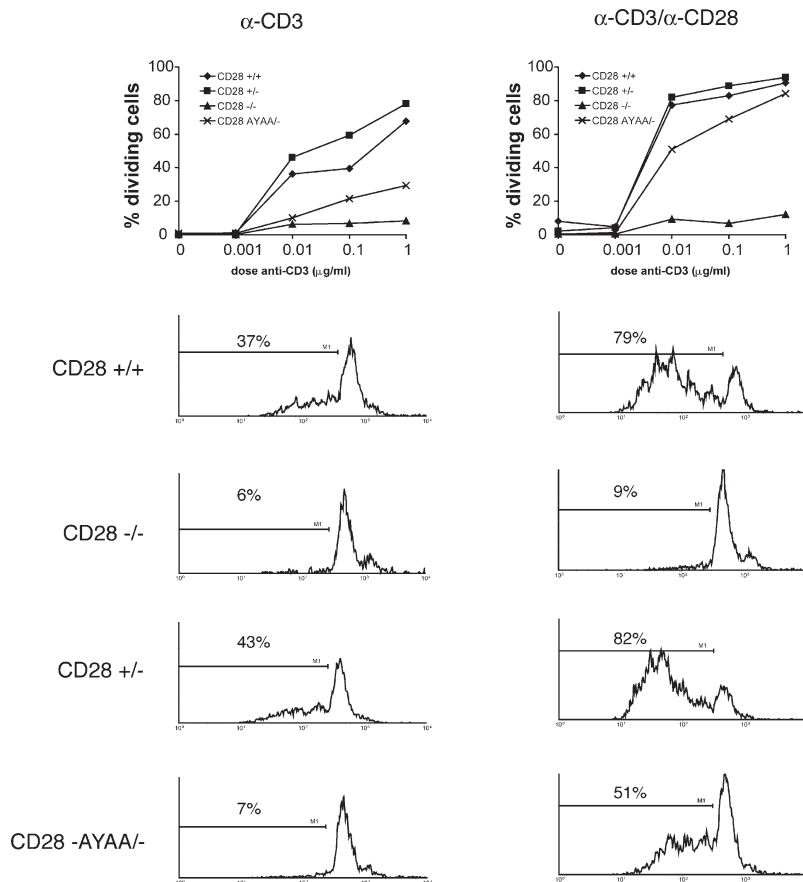 α-CD3
α-CD3/α-CD28
% dividing cells
100
80
60
40
20
0
CD28 +/+
CD28 +/-
CD28 -/-
CD28 AYAA/-
0 0.001 0.01 0.1 1
dose anti-CD3 (μg/ml)
% dividing cells
100
80
60
40
20
0
CD28 +/+
CD28 +/-
CD28 -/-
CD28 AYAA/-
0 0.001 0.01 0.1 1
dose anti-CD3 (μg/ml)
CD28 +/+
37%
M1
79%
M1
CD28 -/-
6%
M1
9%
M1
CD28 +/-
43%
M1
82%
M1
CD28 -AYAA/-
7%
M1
51%
M1